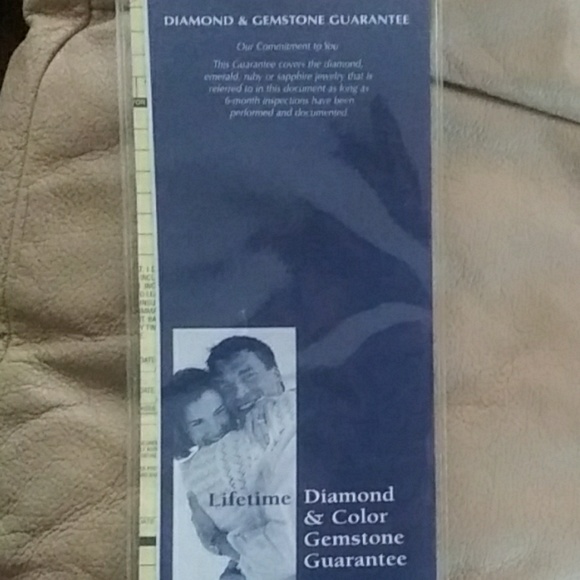 DIAMOND & GEMSTONE GUARANTEE
Our Commitment to You
This Guarantee covers the diamond,
emerald, ruby or sapphire jewelry that is
referred to in this document as long as
6-month inspections have been
performed and documented
Lifetime Diamond
& Color
Gemstone
Guarantee